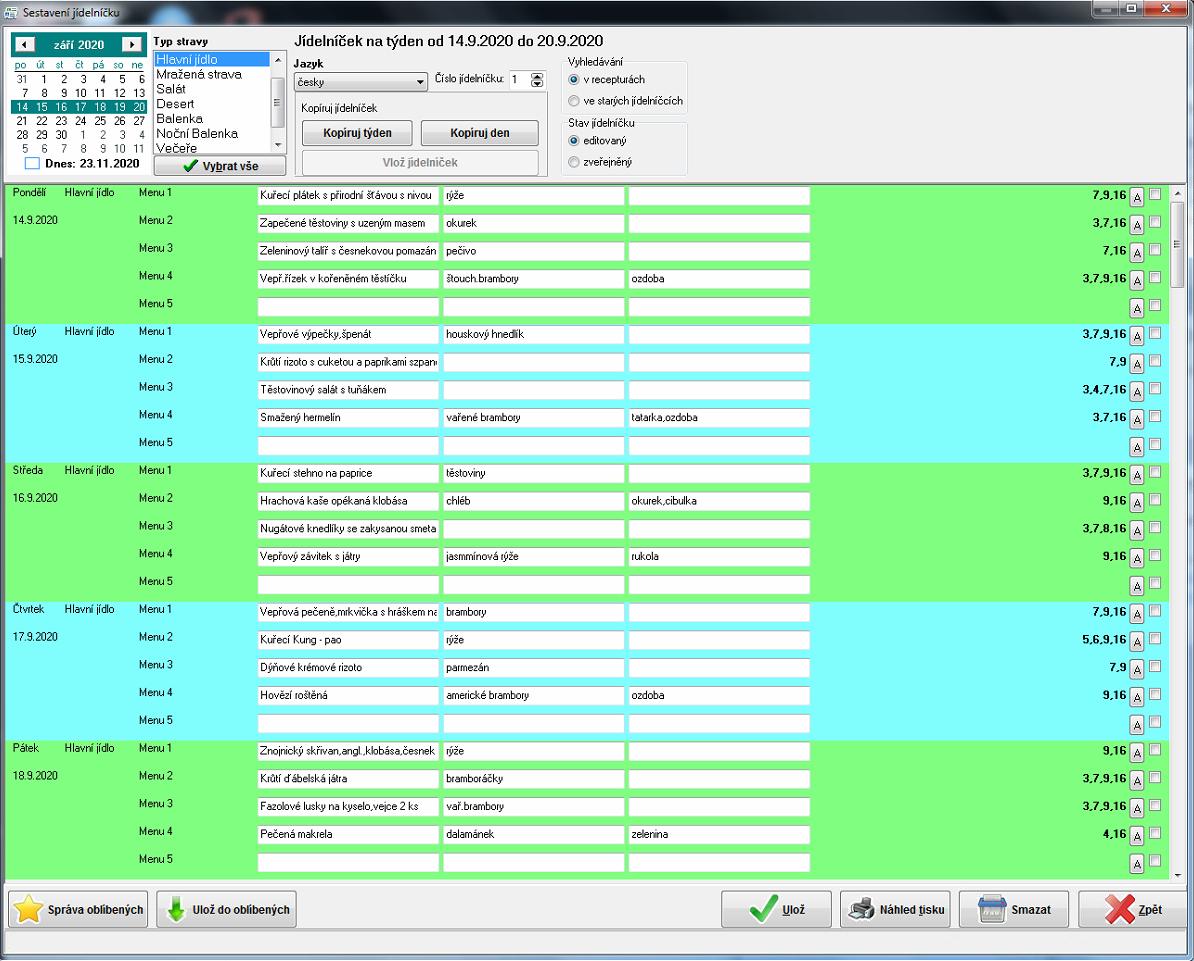 Sestavení jídelníčku
září 2020
po út st čt pá so ne
31 1 2 3 4 5 6
7 8 9 10 11 12 13
14 15 16 17 18 19 20
21 22 23 24 25 26 27
28 29 30 1 2 3 4
5 6 7 8 9 10 11
Dnes: 23.11.2020
Typ stravy
Hlavní jídlo
Mražená strava
Salát
Desert
Balenka
Noční Balenka
Večeře
Vybrat vše
Jídelníček na týden od 14.9.2020 do 20.9.2020
Jazyk
česky
Číslo jídelníčku: 1
Kopíruj jídelníček
Kopíruj týden Kopíruj den
Vlož jídelníček
Vyhledávání
v recepturách
ve starých jídelníčcích
Stav jídelníčku
editovaný
zveřejněný
Pondělí Hlavní jídlo Menu 1 Kuřecí plátek s přírodní šťávou s nivou rýže 7,9,16 A
14.9.2020 Menu 2 Zapečené těstoviny s uzeným masem okurek 3,7,16 A
Menu 3 Zeleninový talíř s česnekovou pomazán pečivo 7,16 A
Menu 4 Vepř.řízek v kořeněném těstíčku štouch.brambory ozdoba 3,7,9,16 A
Menu 5 A
Úterý Hlavní jídlo Menu 1 Vepřové výpečky,špenát houskový hnedlík 3,7,9,16 A
15.9.2020 Menu 2 Krůtí rizoto s cuketou a paprikami szpan 7,9 A
Menu 3 Těstovinový salát s tuňákem 3,4,7,16 A
Menu 4 Smažený hermelín vařené brambory tatarka,ozdoba 3,7,16 A
Menu 5 A
Středa Hlavní jídlo Menu 1 Kuřecí stehno na paprice těstoviny 3,7,9,16 A
16.9.2020 Menu 2 Hrachová kaše opékaná klobása chléb okurek,cibulka 9,16 A
Menu 3 Nugátové knedlíky se zakysanou smeta 3,7,8,16 A
Menu 4 Vepřový závitek s játry jasmmínová rýže rukola 9,16 A
Menu 5 A
Čtvrtek Hlavní jídlo Menu 1 Vepřová pečeně,mrkvička s hráškem na brambory 7,9,16 A
17.9.2020 Menu 2 Kuřecí Kung - pao rýže 5,6,9,16 A
Menu 3 Dýňové krémové rizoto parmezán 7,9 A
Menu 4 Hovězí roštěná americké brambory ozdoba 9,16 A
Menu 5 A
Pátek Hlavní jídlo Menu 1 Znojnický skřivan,angl.,klobása,česnek rýže 9,16 A
18.9.2020 Menu 2 Krůtí ďábelská játra bramboráčky 3,7,9,16 A
Menu 3 Fazolové lusky na kyselo,vejce 2 ks vař.brambory 3,7,9,16 A
Menu 4 Pečená makrela dalamánek zelenina 4,16 A
Menu 5 A
Správa oblíbených Ulož do oblíbených Ulož Náhled tisku Smazat Zpět